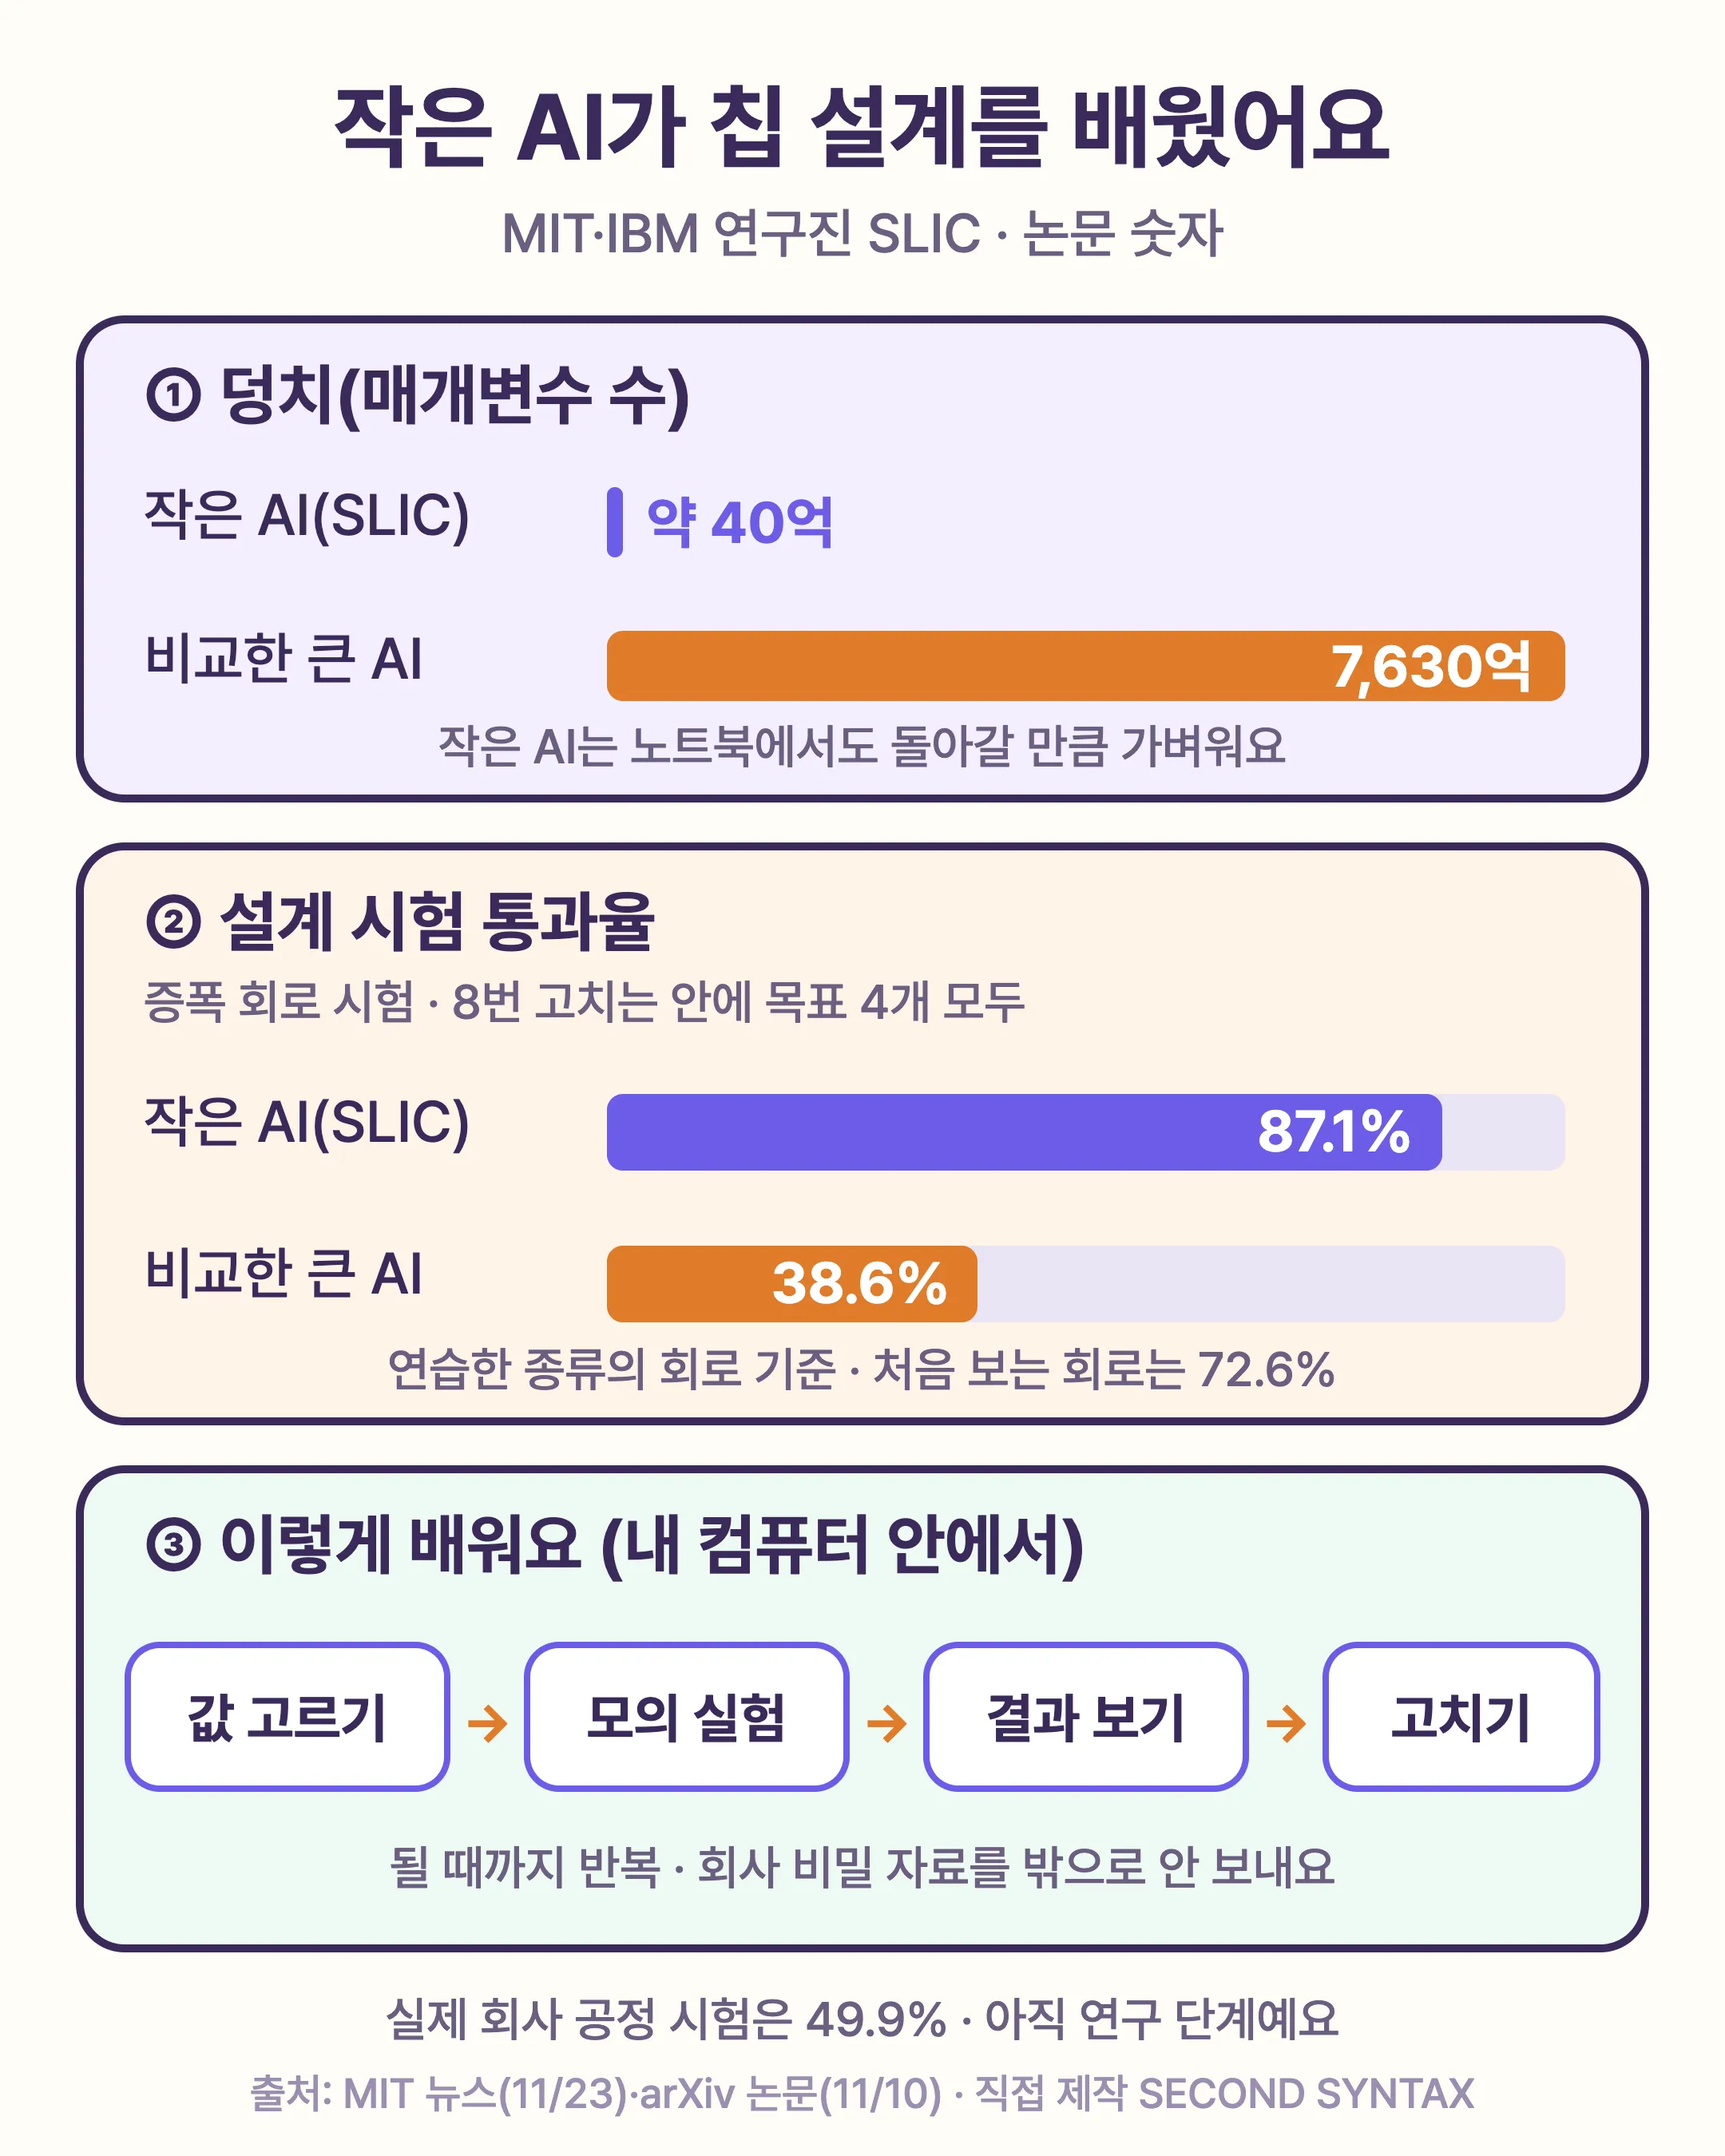 작은 AI가 칩 설계를 배웠어요
MIT·IBM 연구진 SLIC · 논문 숫자
① 덩치(매개변수 수)
작은 AI(SLIC)
약 40억
비교한 큰 AI
7,630억
작은 AI는 노트북에서도 돌아갈 만큼 가벼워요
② 설계 시험 통과율
증폭 회로 시험 · 8번 고치는 안에 목표 4개 모두
작은 AI(SLIC)
87.1%
비교한 큰 AI
38.6%
연습한 종류의 회로 기준 · 처음 보는 회로는 72.6%
③ 이렇게 배워요 (내 컴퓨터 안에서)
값 고르기 → 모의 실험 → 결과 보기 → 고치기
될 때까지 반복 · 회사 비밀 자료를 밖으로 안 보내요
실제 회사 공정 시험은 49.9% · 아직 연구 단계예요
출처: MIT 뉴스(11/23)·arXiv 논문(11/10) · 직접 제작 SECOND SYNTAX